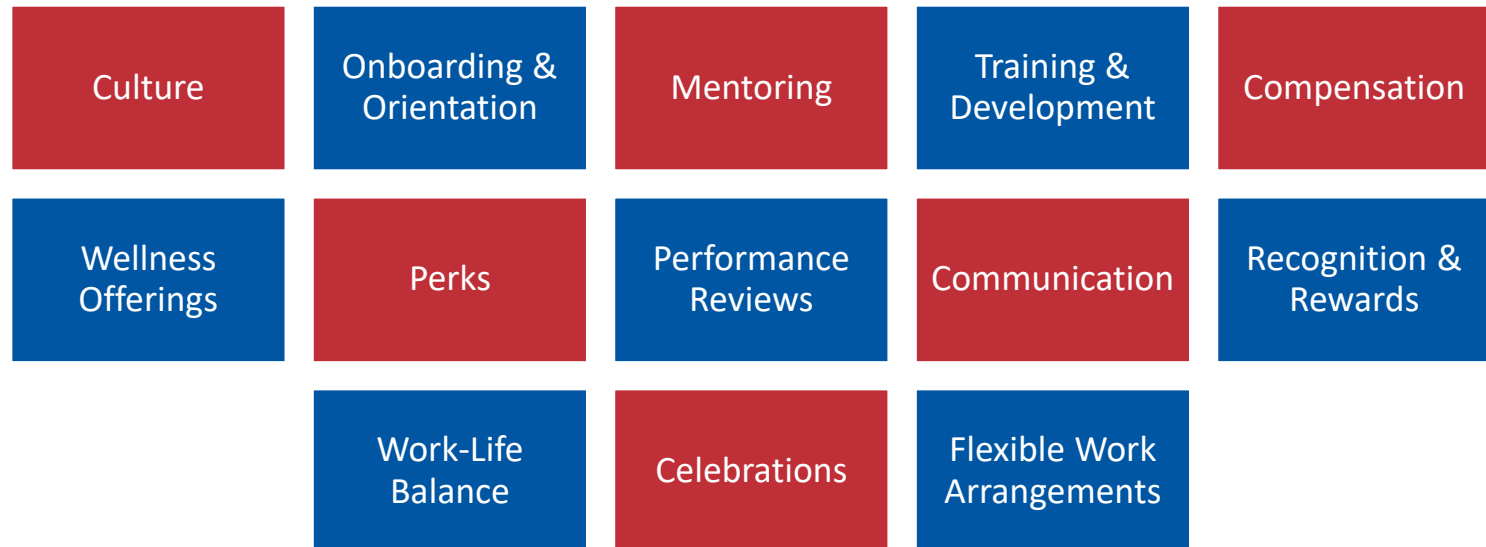 Culture
Onboarding &
Orientation
Mentoring
Training &
Development
Compensation
Wellness
Offerings
Perks
Performance
Reviews
Communication
Recognition &
Rewards
Work-Life
Balance
Celebrations
Flexible Work
Arrangements